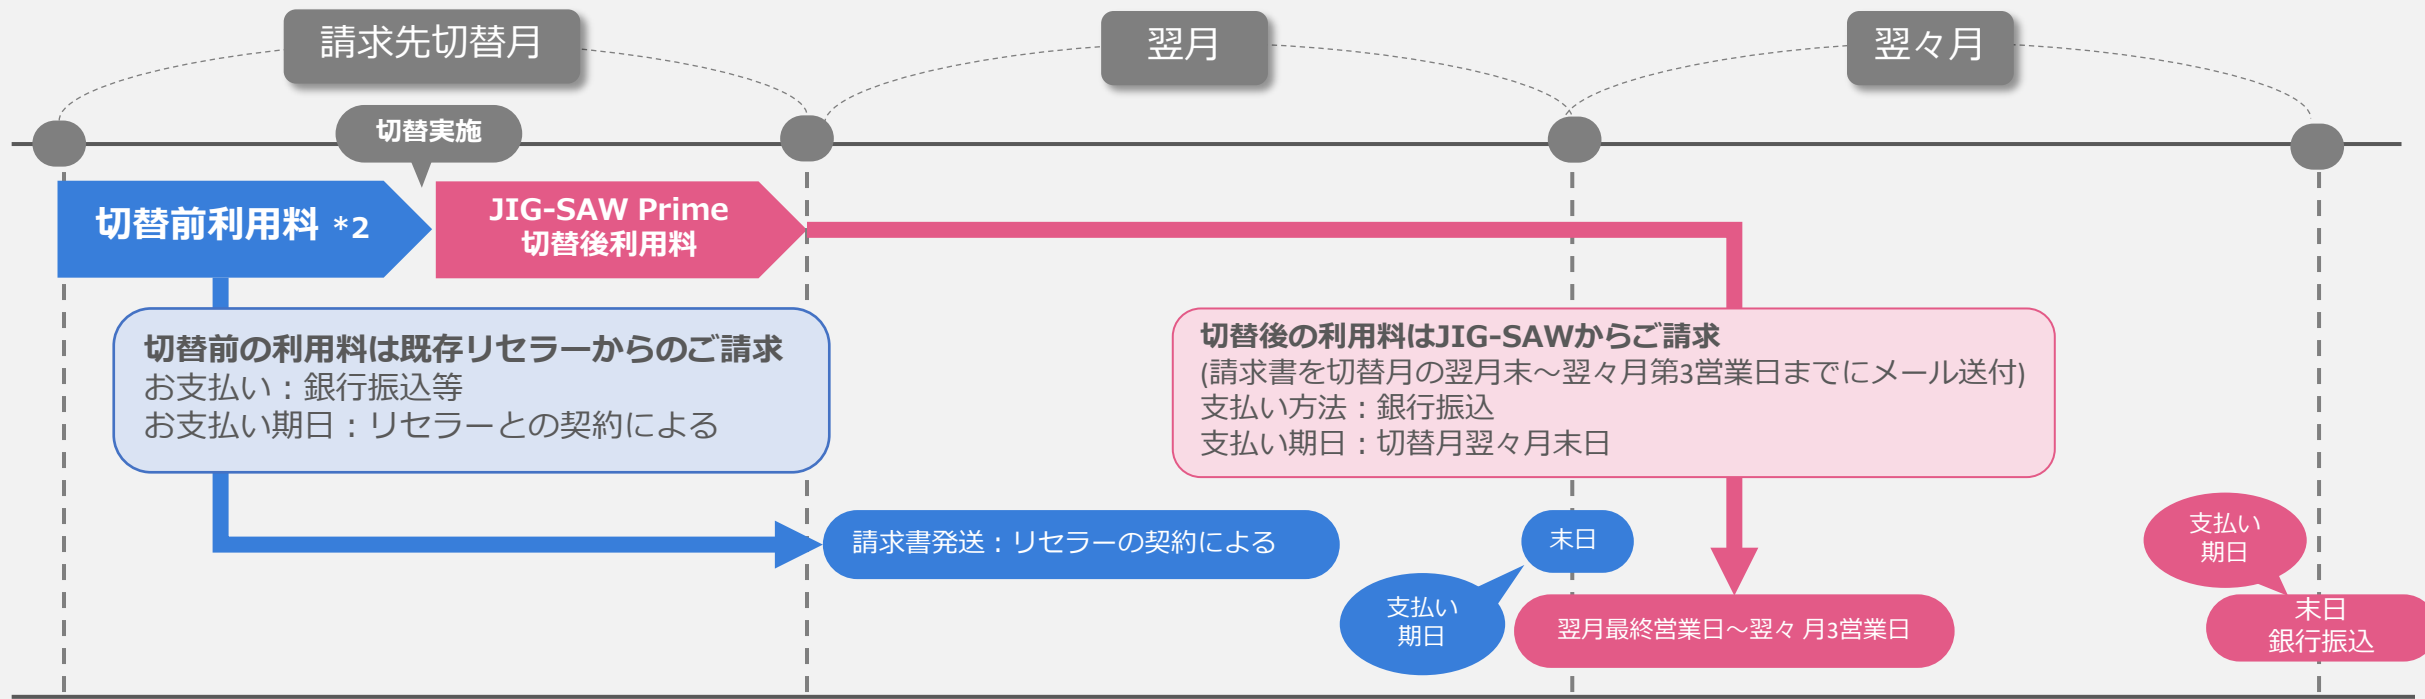 請求先切替月
翌月
翌々月
切替実施
切替前利用料 *2
JIG-SAW Prime
切替後利用料
切替前の利用料は既存リセラーからのご請求
お支払い：銀行振込等
お支払い期日：リセラーとの契約による
切替後の利用料はJIG-SAWからご請求
(請求書を切替月の翌月末～翌々月第3営業日までにメール送付)
支払い方法：銀行振込
支払い期日：切替月翌々月末日
請求書発送：リセラーの契約による
末日
支払い
期日
翌月最終営業日～翌々 月3営業日
支払い
期日
末日
銀行振込